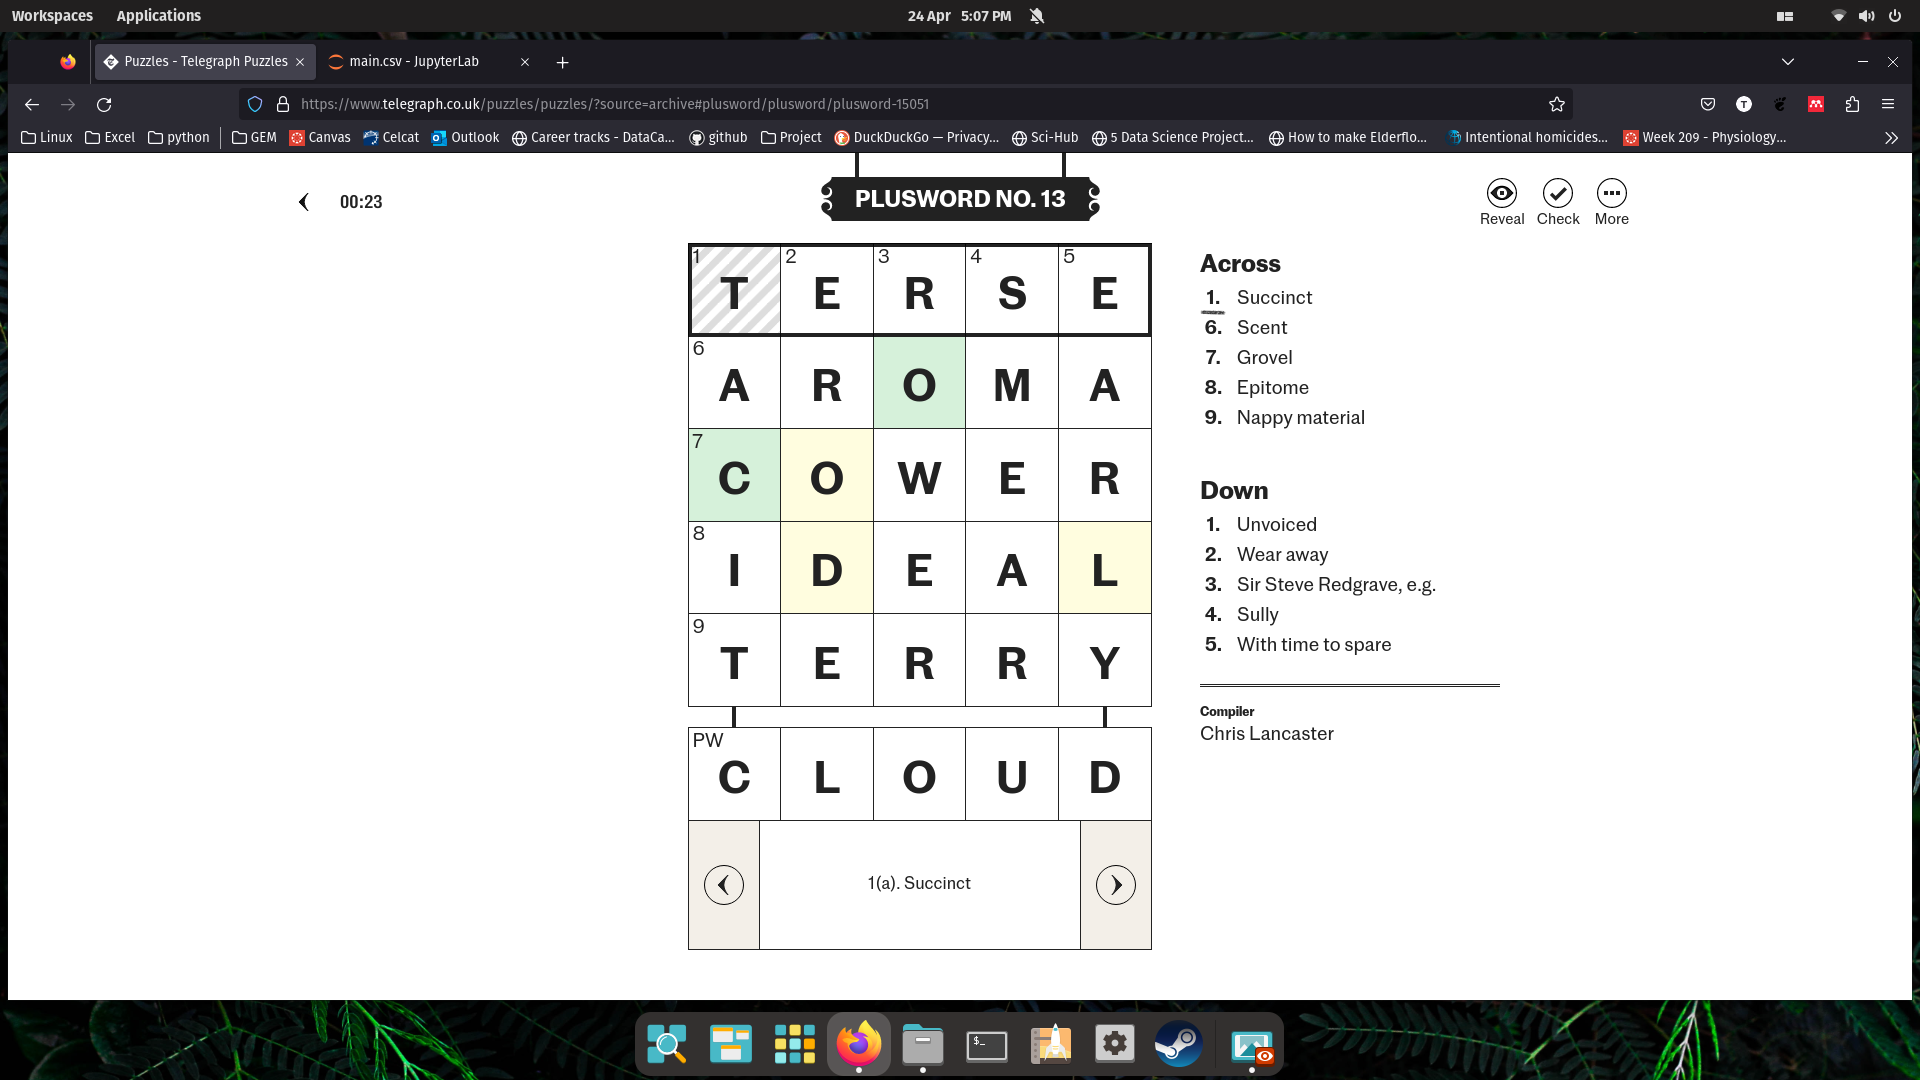 Workspaces Applications 24 Apr 5:07 PM
Puzzles - Telegraph Puzzles main.csv - JupyterLab
https://www.telegraph.co.uk/puzzles/puzzles/?source=archive#plusword/plusword/plusword-15051
Linux Excel python GEM Canvas Celcat Outlook Career tracks - DataCa... github Project DuckDuckGo — Privacy,... Sci-Hub 5 Data Science Project... How to make Elderflo... Intentional homicides... Week 209 - Physiology...
00:23
PLUSWORD NO. 13
Reveal Check More
1 T 2 E 3 R 4 S 5 E
6 A R O M A
7 C O W E R
8 I D E A L
9 T E R R Y
PW C L O U D
1(a). Succinct
Across
1. Succinct
6. Scent
7. Grovel
8. Epitome
9. Nappy material
Down
1. Unvoiced
2. Wear away
3. Sir Steve Redgrave, e.g.
4. Sully
5. With time to spare
Compiler
Chris Lancaster